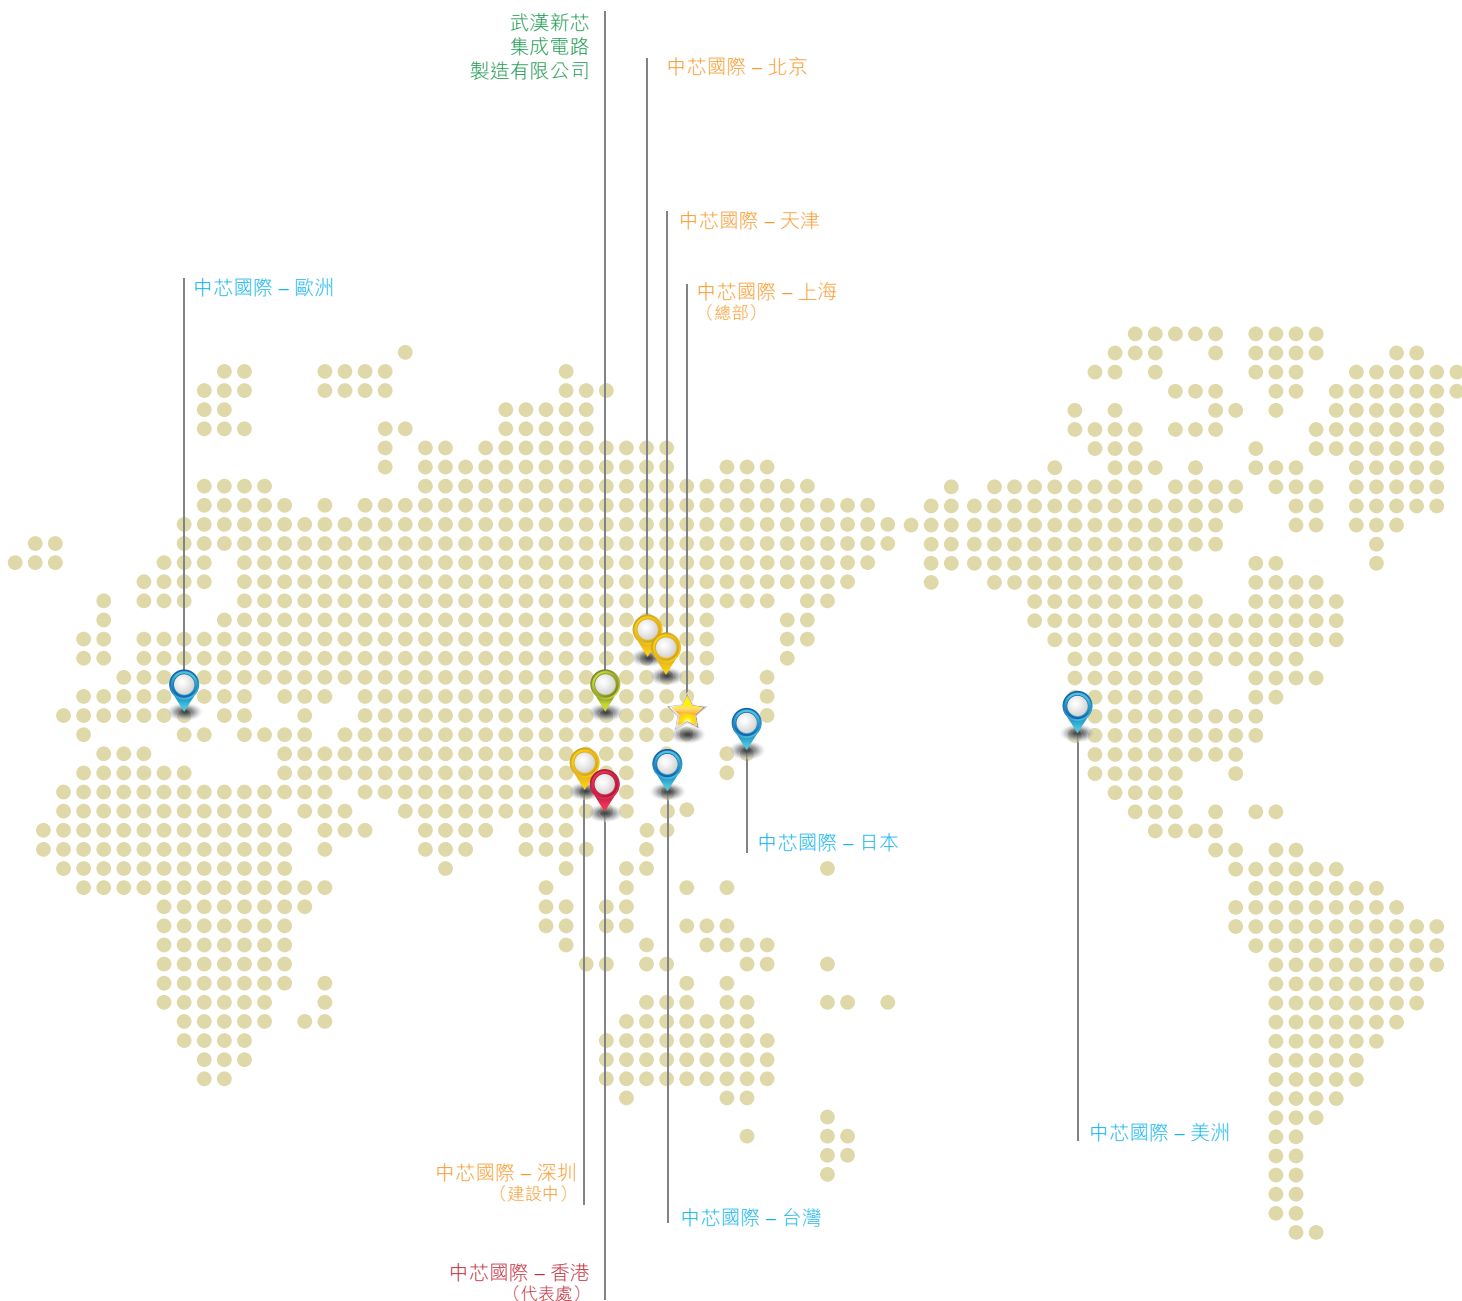 武漢新芯
集成電路
製造有限公司
中芯國際 – 北京
中芯國際 – 天津
中芯國際 – 歐洲
中芯國際 – 上海
（總部）
中芯國際 – 日本
中芯國際 – 美洲
中芯國際 – 深圳
（建設中）
中芯國際 – 台灣
中芯國際 – 香港
（代表處）